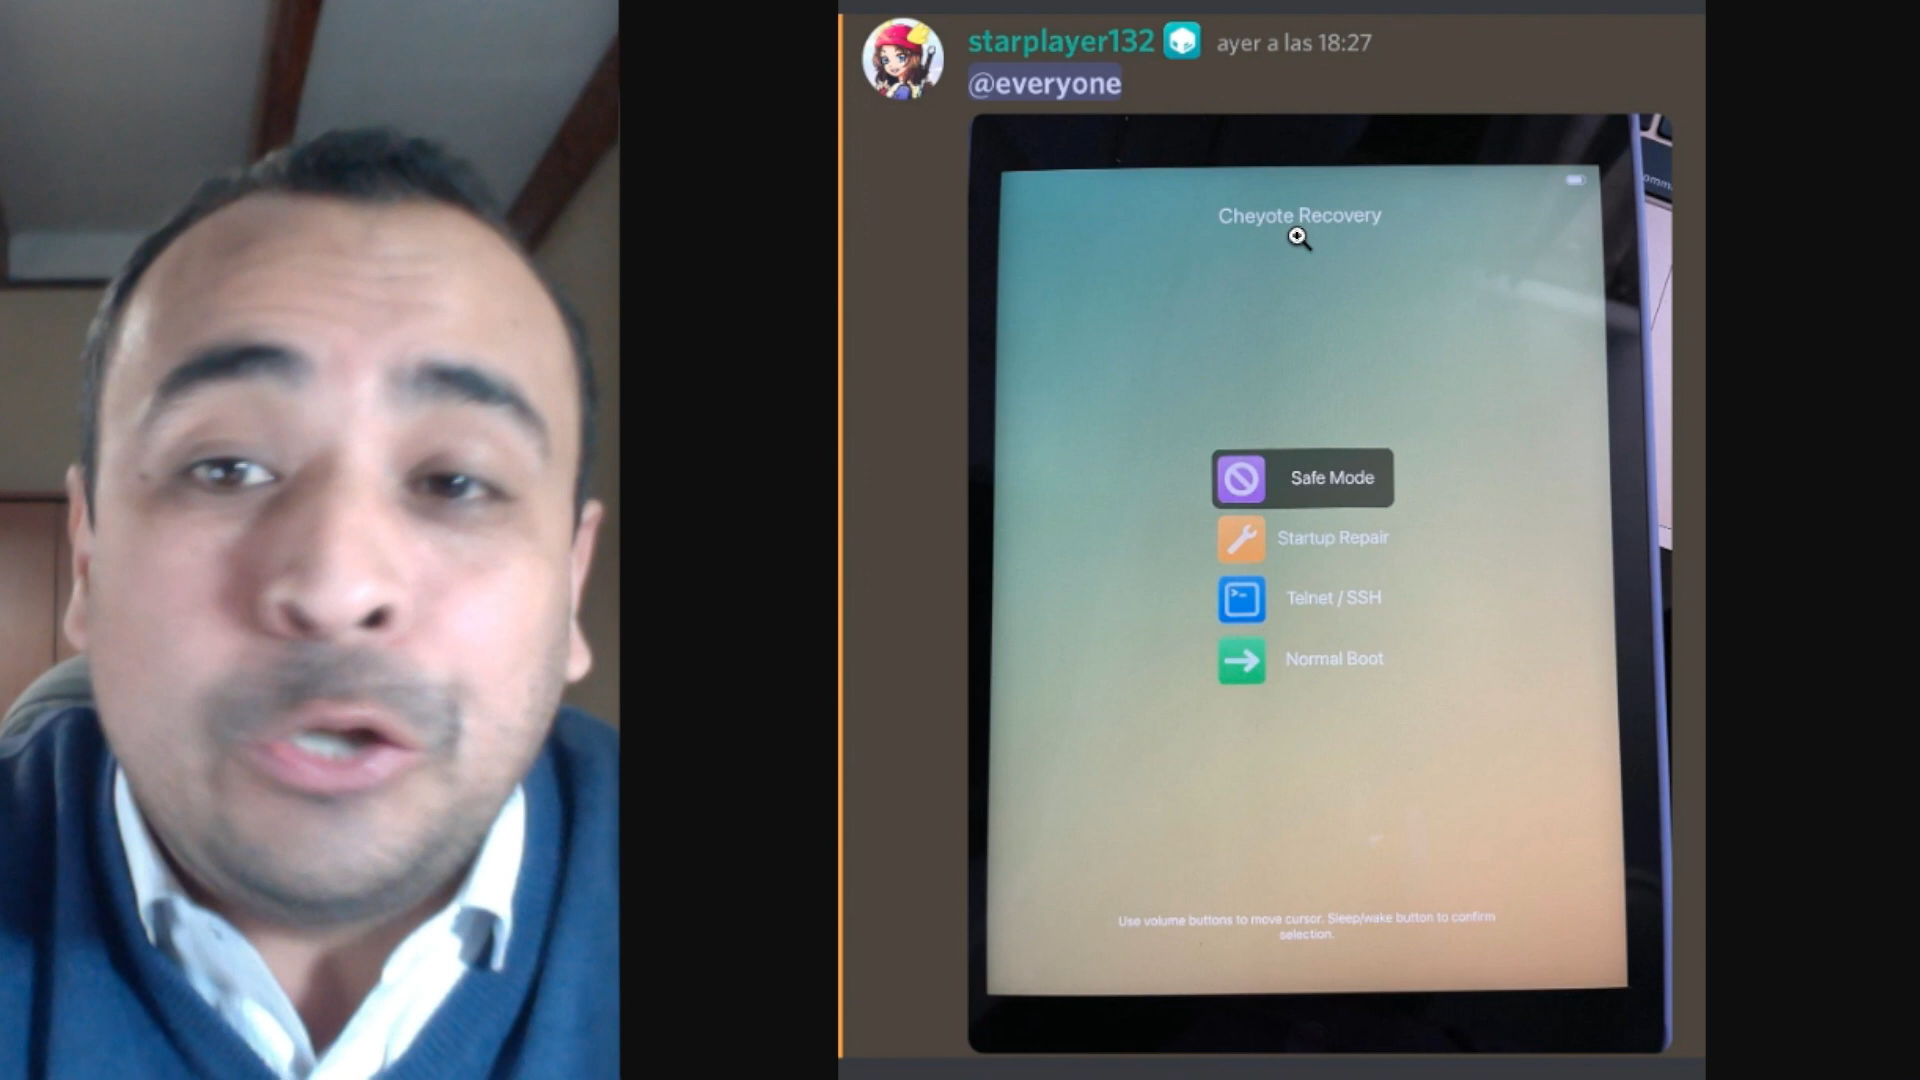 starplayer132 ayer a las 18:27
@everyone
Cheyote Recovery
Safe Mode
Startup Repair
Telnet / SSH
Normal Boot
Use volume buttons to move cursor. Sleep/wake button to confirm
selection.